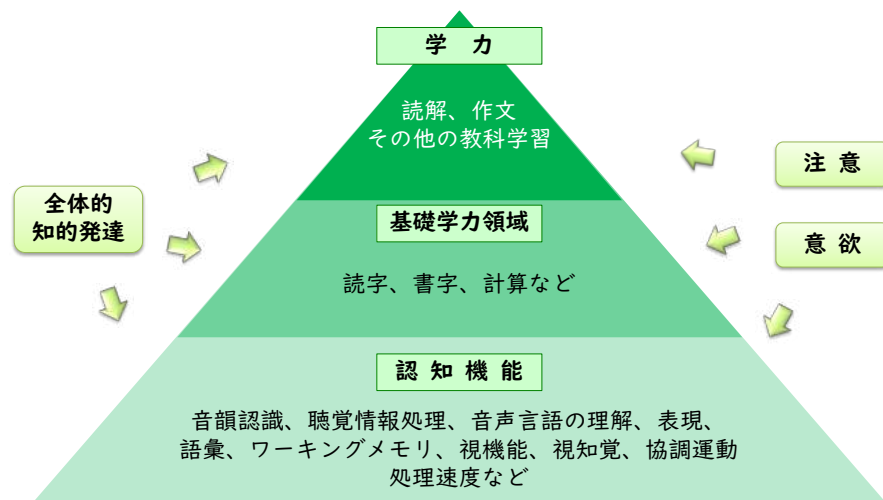 学 力
読解、作文
その他の教科学習
全体的
知的発達
注 意
意 欲
基礎学力領域
読字、書字、計算など
認 知 機 能
音韻認識、聴覚情報処理、音声言語の理解、表現、
語彙、ワーキングメモリ、視機能、視知覚、協調運動
処理速度など